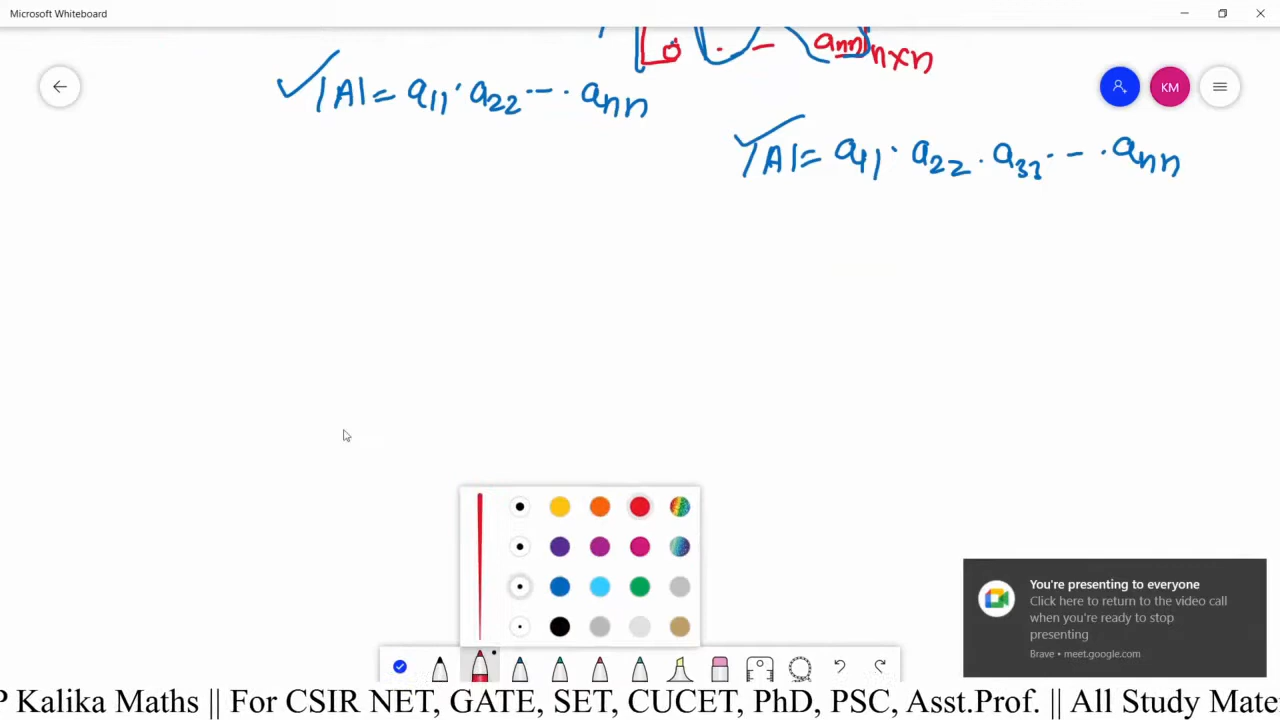 Microsoft Whiteboard
ann n×n
|A| = a11 · a22 --- · ann
KM
|A| = a11 · a22 · a33 · -- · ann
You're presenting to everyone
Click here to return to the video call
when you're ready to stop
presenting
Brave • meet.google.com
P Kalika Maths || For CSIR NET, GATE, SET, CUCET, PhD, PSC, Asst.Prof. || All Study Mate